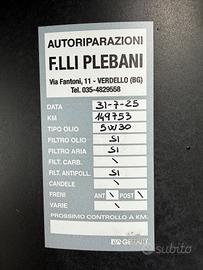 AUTORIPARAZIONI
F.LLI PLEBANI
Via Fantoni, 11 - VERDELLO (BG)
Tel. 035-4829558
DATA 31-7-25
KM 149753
TIPO OLIO 5W30
FILTRO OLIO SI
FILTRO ARIA SI
FILT. CARB. \
FILT. ANTIPOLL. SI
CANDELE \
FRENI ANT \ POST \
VARIE \
PROSSIMO CONTROLLO A KM.
subito